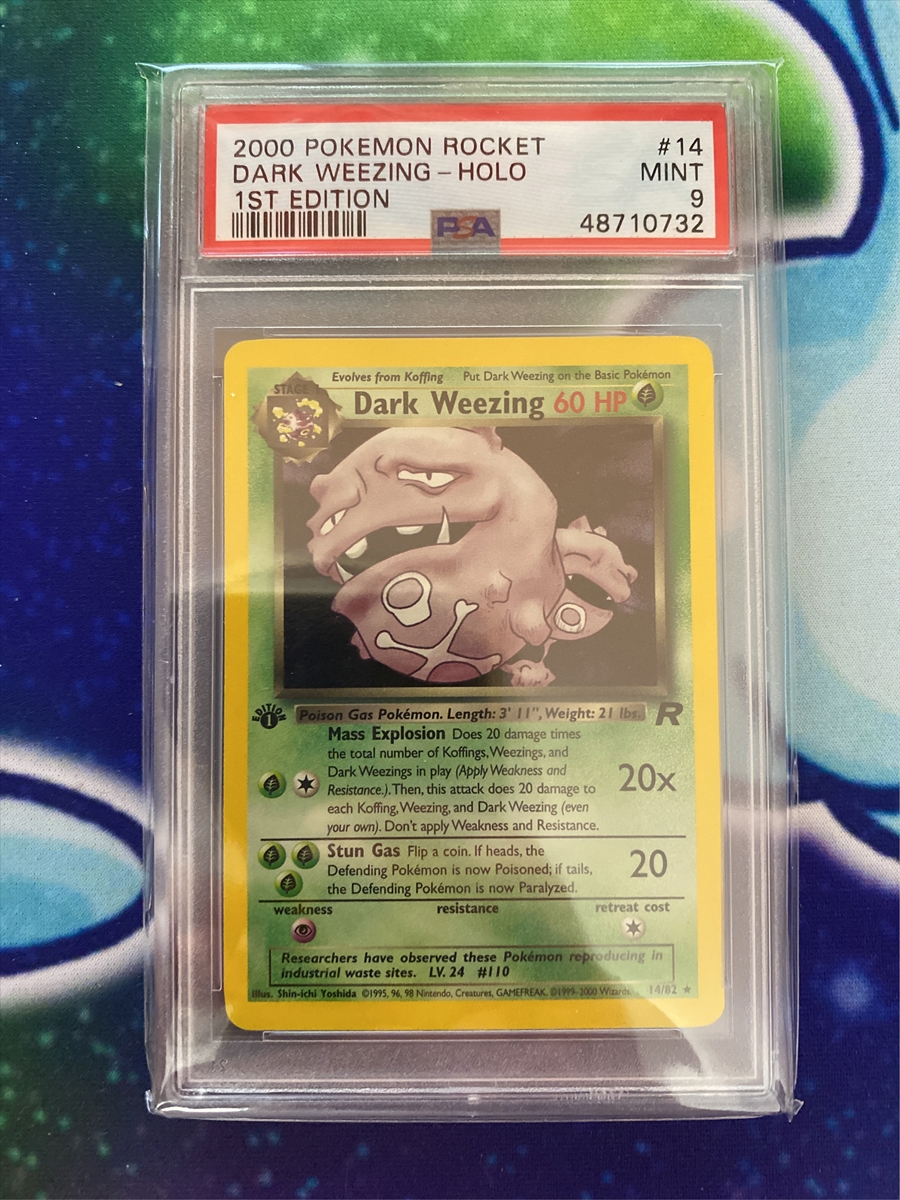 2000 POKEMON ROCKET #14
DARK WEEZING - HOLO MINT
1ST EDITION 9
PSA 48710732
STAGE
Evolves from Koffing Put Dark Weezing on the Basic Pokémon
Dark Weezing 60 HP
EDITION 1
Poison Gas Pokémon. Length: 3' 11", Weight: 21 lbs. R
Mass Explosion Does 20 damage times
the total number of Koffings, Weezings, and
Dark Weezings in play (Apply Weakness and
Resistance.). Then, this attack does 20 damage to
each Koffing, Weezing, and Dark Weezing (even
your own). Don't apply Weakness and Resistance.
20x
Stun Gas Flip a coin. If heads, the
Defending Pokémon is now Poisoned; if tails,
the Defending Pokémon is now Paralyzed.
20
weakness resistance retreat cost
Researchers have observed these Pokémon reproducing in
industrial waste sites. LV. 24 #110
Illus. Shin-ichi Yoshida ©1995, 96, 98 Nintendo, Creatures, GAMEFREAK. ©1999-2000 Wizards. 14/82 ★